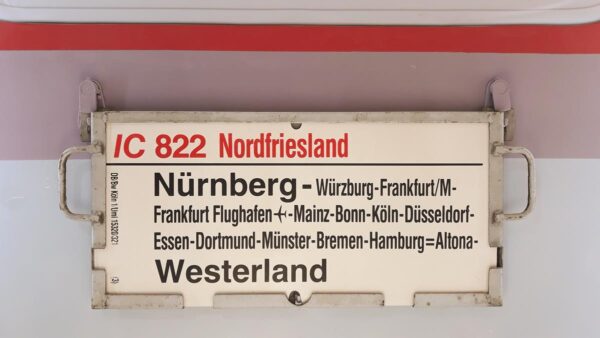 IC 822 Nordfriesland
Nürnberg - Würzburg-Frankfurt/M-
Frankfurt Flughafen ✈-Mainz-Bonn-Köln-Düsseldorf-
Essen-Dortmund-Münster-Bremen-Hamburg=Altona-
Westerland